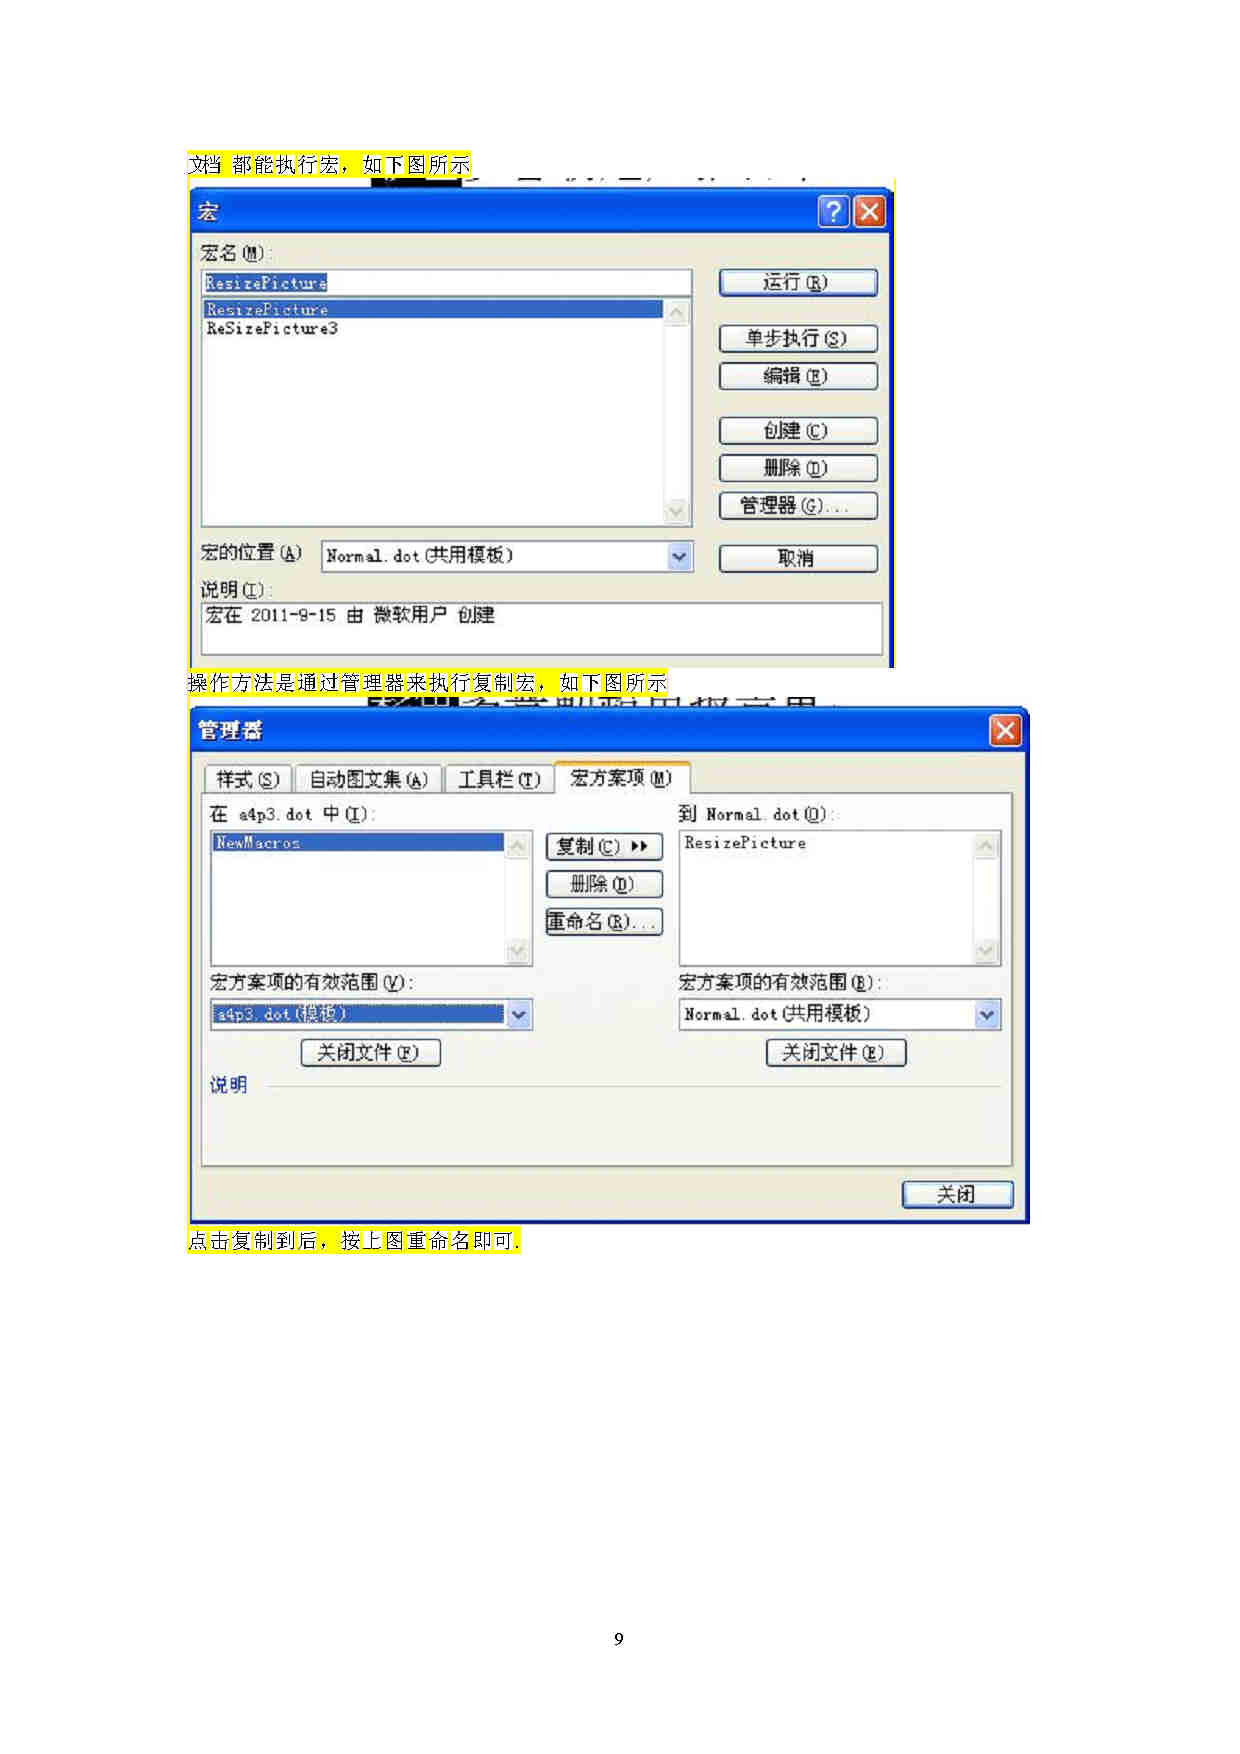 文档 都能执行宏，如下图所示
宏
宏名(M):
ResizePicture
运行(R)
ResizePicture
ReSizePicture3
单步执行(S)
编辑(E)
创建(C)
删除(D)
管理器(G)...
宏的位置(A)
Normal.dot(共用模板)
取消
说明(I):
宏在 2011-9-15 由 微软用户 创建
操作方法是通过管理器来执行复制宏，如下图所示
管理器
样式(S) 自动图文集(A) 工具栏(T) 宏方案项(M)
在 a4p3.dot 中(I):
到 Normal.dot(O):
NewMacros
复制(C)
ResizePicture
删除(D)
重命名(R)...
宏方案项的有效范围(V):
宏方案项的有效范围(B):
a4p3.dot(模板)
Normal.dot(共用模板)
关闭文件(F)
关闭文件(E)
说明
关闭
点击复制到后，按上图重命名即可.
9